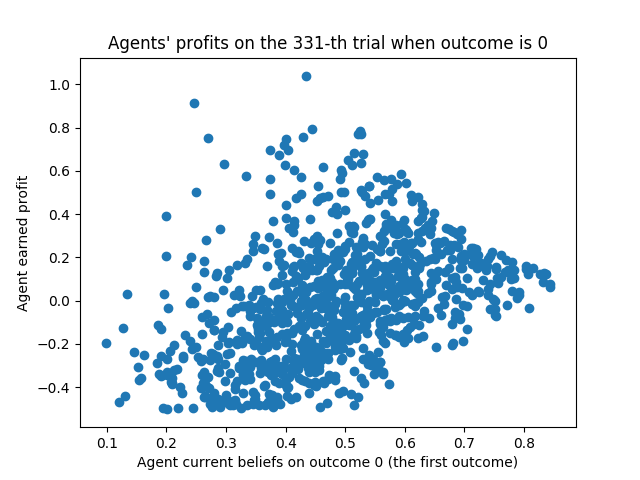 Agents' profits on the 331-th trial when outcome is 0
1.0
0.8
0.6
0.4
0.2
0.0
−0.2
−0.4
Agent earned profit
0.1 0.2 0.3 0.4 0.5 0.6 0.7 0.8
Agent current beliefs on outcome 0 (the first outcome)